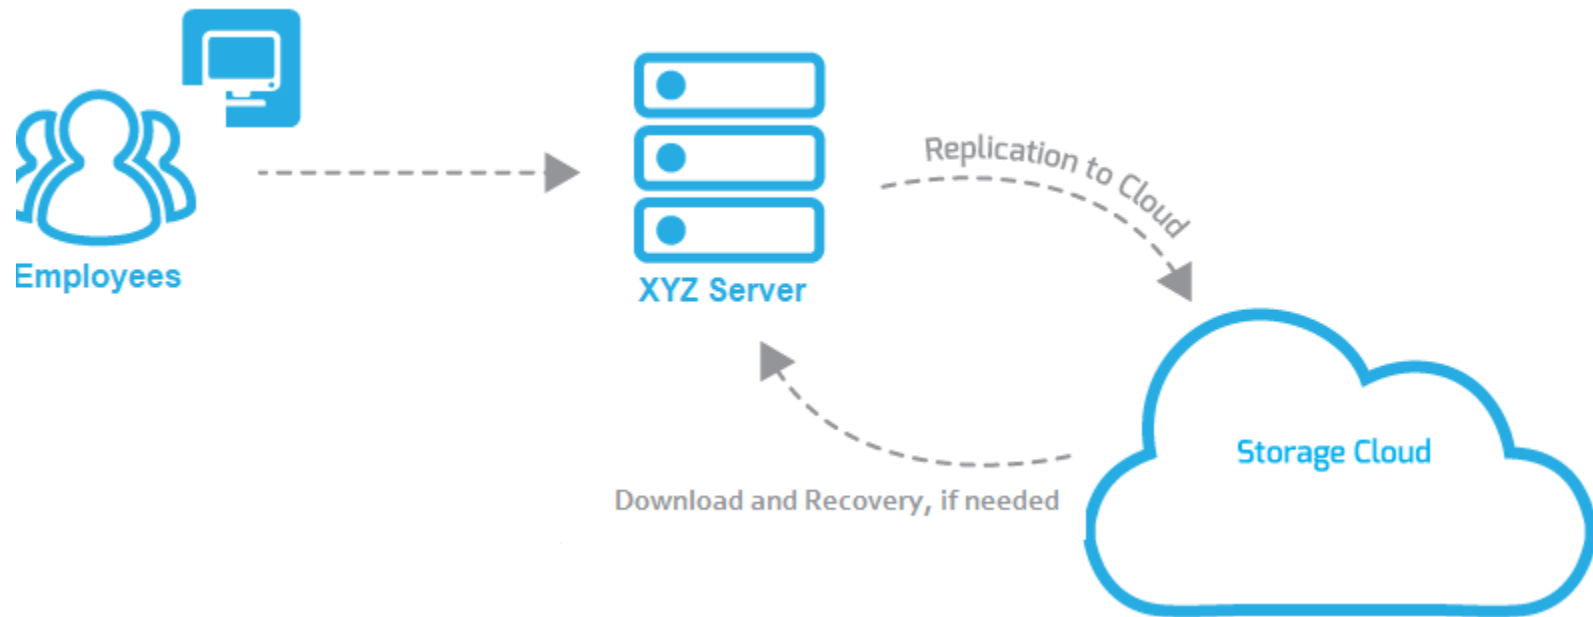 Employees
XYZ Server
Replication to Cloud
Storage Cloud
Download and Recovery, if needed